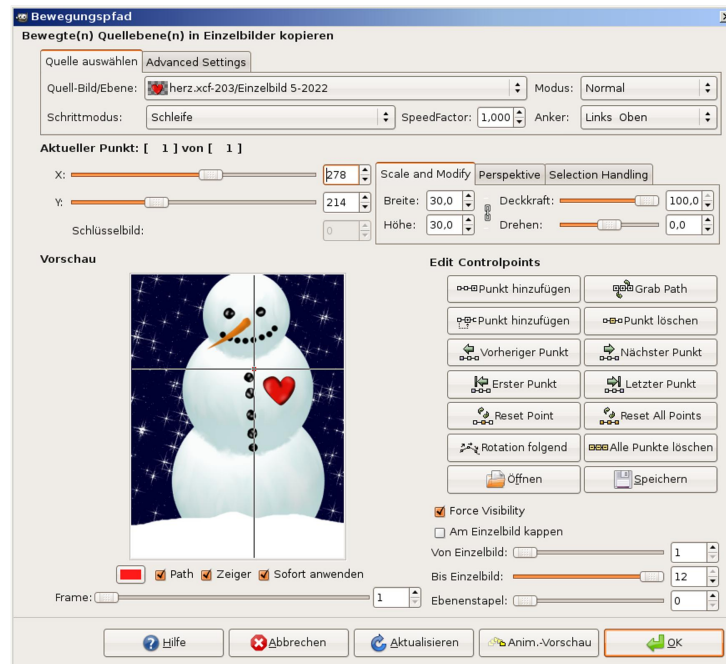 Bewegungspfad
Bewegte(n) Quellebene(n) in Einzelbilder kopieren
Quelle auswählen Advanced Settings
Quell-Bild/Ebene: herz.xcf-203/Einzelbild 5-2022 Modus: Normal
Schrittmodus: Schleife SpeedFactor: 1,000 Anker: Links Oben
Aktueller Punkt: [ 1 ] von [ 1 ]
X: 278 Scale and Modify Perspektive Selection Handling
Y: 214 Breite: 30,0 Deckkraft: 100,0
Schlüsselbild: 0 Höhe: 30,0 Drehen: 0,0
Vorschau Edit Controlpoints
Punkt hinzufügen Grab Path
Punkt hinzufügen Punkt löschen
Vorheriger Punkt Nächster Punkt
Erster Punkt Letzter Punkt
Reset Point Reset All Points
Rotation folgend Alle Punkte löschen
Öffnen Speichern
Force Visibility
Am Einzelbild kappen
Von Einzelbild: 1
Path Zeiger Sofort anwenden Bis Einzelbild: 12
Frame: 1 Ebenenstapel: 0
Hilfe Abbrechen Aktualisieren Anim.-Vorschau OK